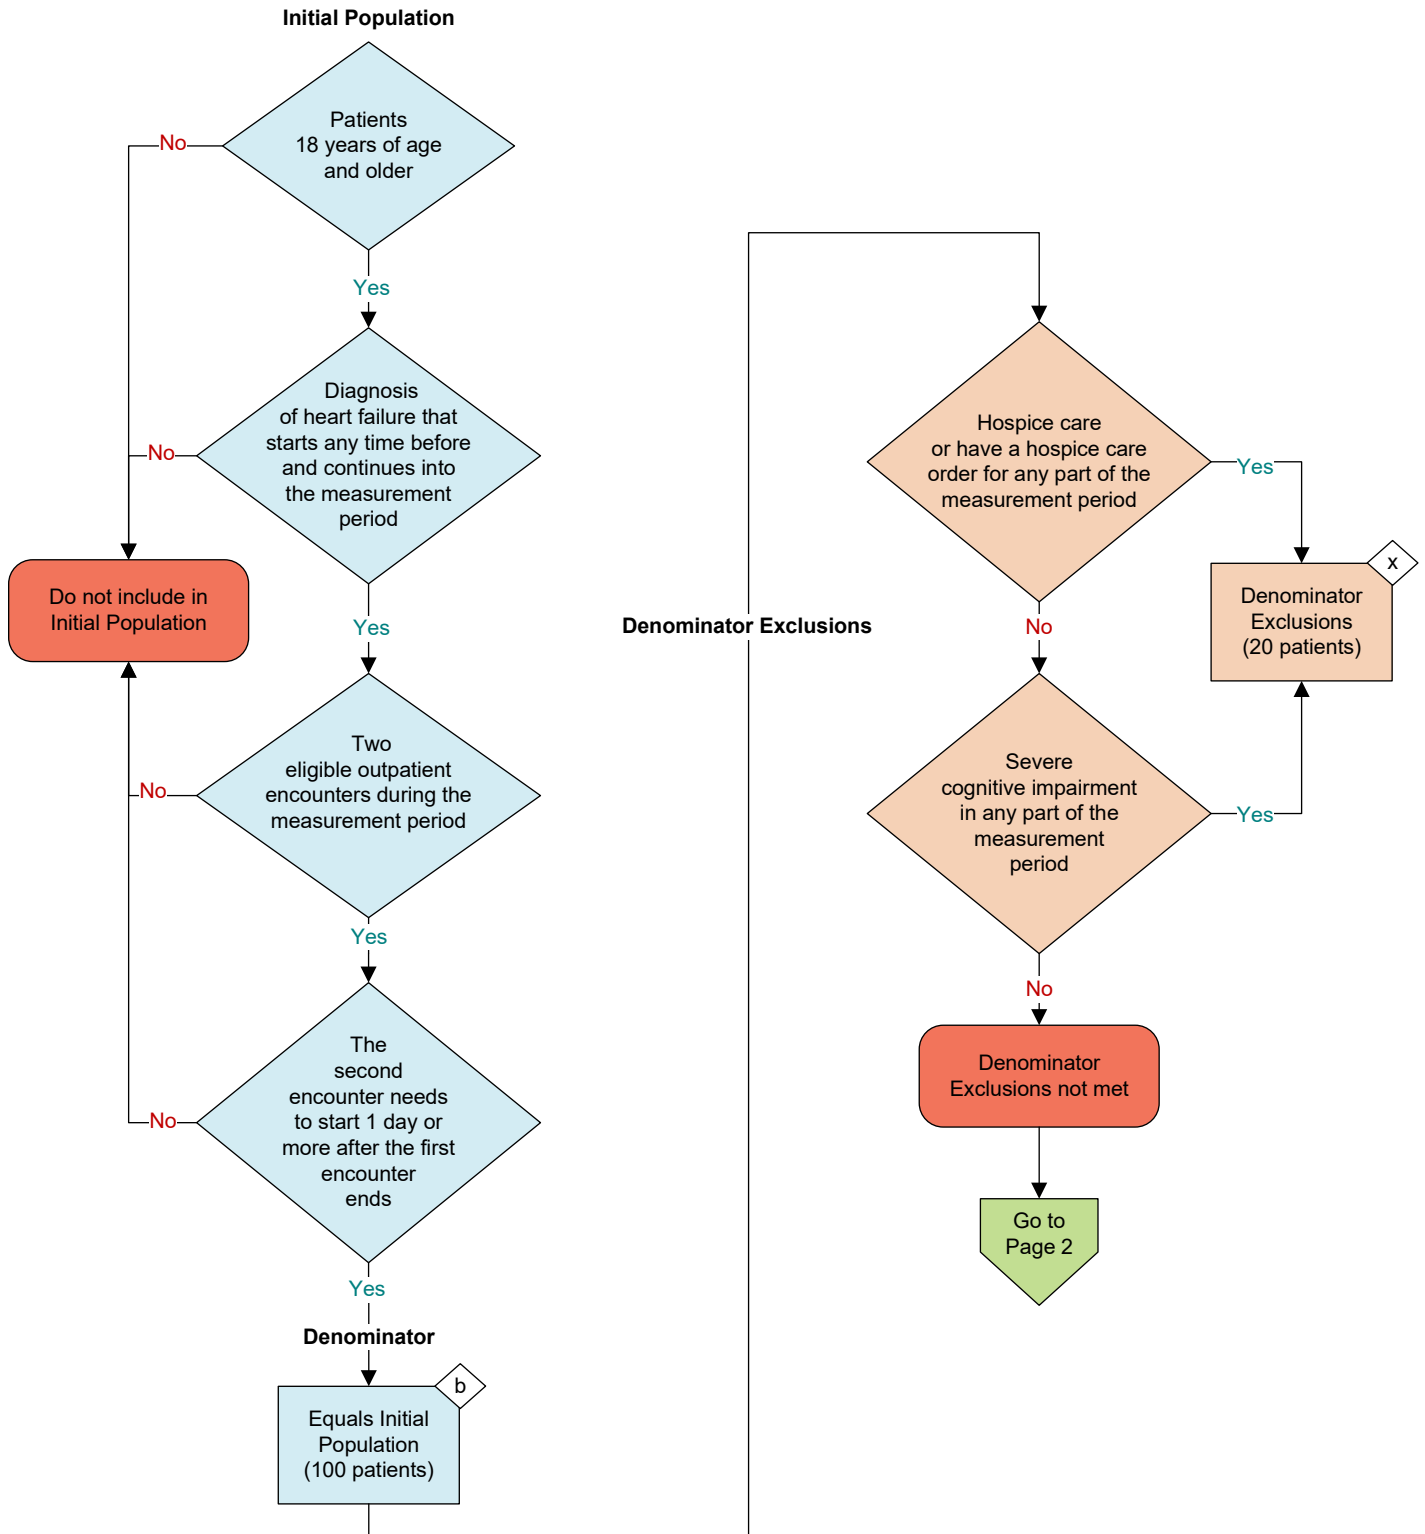 Initial Population
Patients
18 years of age
and older
No
Yes
Diagnosis
of heart failure that
starts any time before
and continues into
the measurement
period
No
Yes
Do not include in
Initial Population
Two
eligible outpatient
encounters during the
measurement period
No
Yes
The
second
encounter needs
to start 1 day or
more after the first
encounter
ends
No
Yes
Denominator
b
Equals Initial
Population
(100 patients)
Denominator Exclusions
Hospice care
or have a hospice care
order for any part of the
measurement period
Yes
No
x
Denominator
Exclusions
(20 patients)
Severe
cognitive impairment
in any part of the
measurement
period
Yes
No
Denominator
Exclusions not met
Go to
Page 2